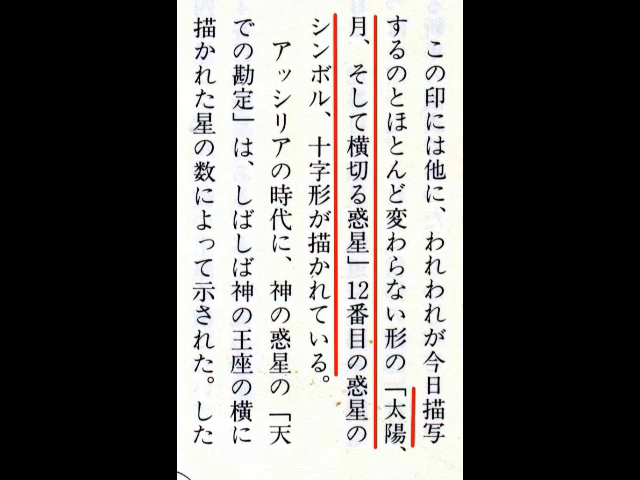 この印には他に、われわれが今日描写
するのとほとんど変わらない形の「太陽、
月、そして横切る惑星」12番目の惑星の
シンボル、十字形が描かれている。
アッシリアの時代に、神の惑星の「天
での勘定」は、しばしば神の王座の横に
描かれた星の数によって示された。した